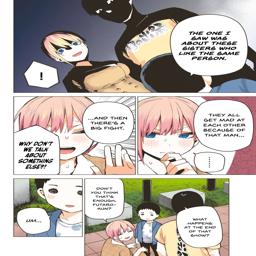 THE ONE I
SAW WAS
ABOUT THESE
SISTERS WHO
LIKE THE SAME
PERSON.
!
THEY ALL
GET MAD AT
EACH OTHER
BECAUSE OF
THAT MAN...
...AND THEN
THERE'S A
BIG FIGHT.
WHY DON'T
WE TALK
ABOUT
SOMETHING
ELSE?!
WHAT
HAPPENS
AT THE
END OF THAT
SHOW?
DON'T
YOU THINK
THAT'S
ENOUGH,
FUTARO-
KUN?
UM...